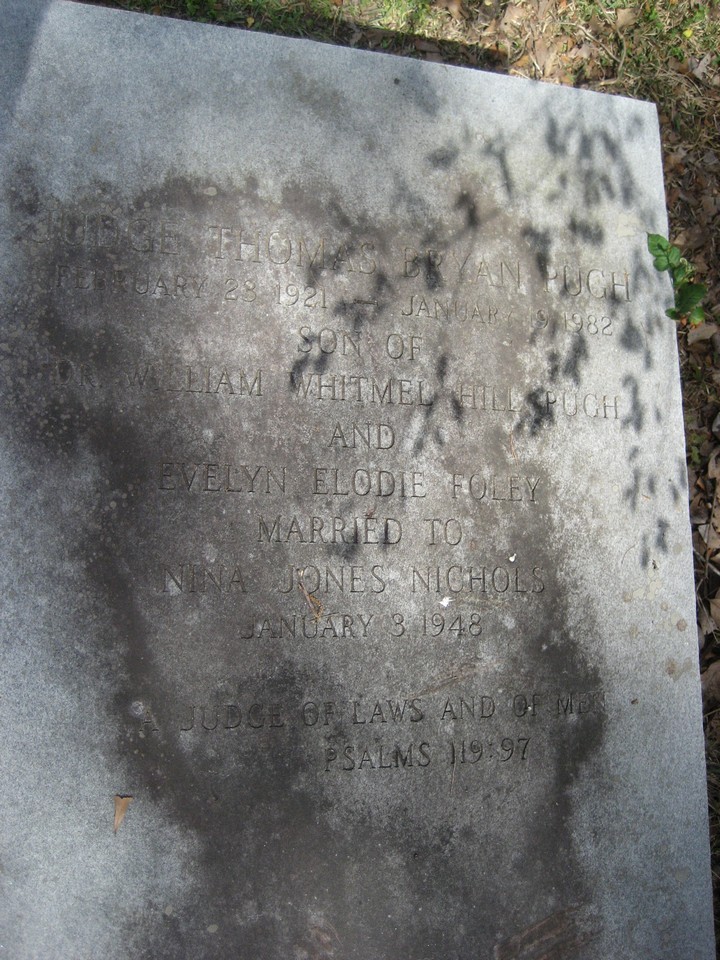 JUDGE THOMAS BRYAN PUGH
FEBRUARY 28 1921 — JANUARY 19 1982
SON OF
DR. WILLIAM WHITMEL HILL PUGH
AND
EVELYN ELODIE FOLEY
MARRIED TO
NINA JONES NICHOLS
JANUARY 3, 1948
A JUDGE OF LAWS AND OF MEN
PSALMS 119:97